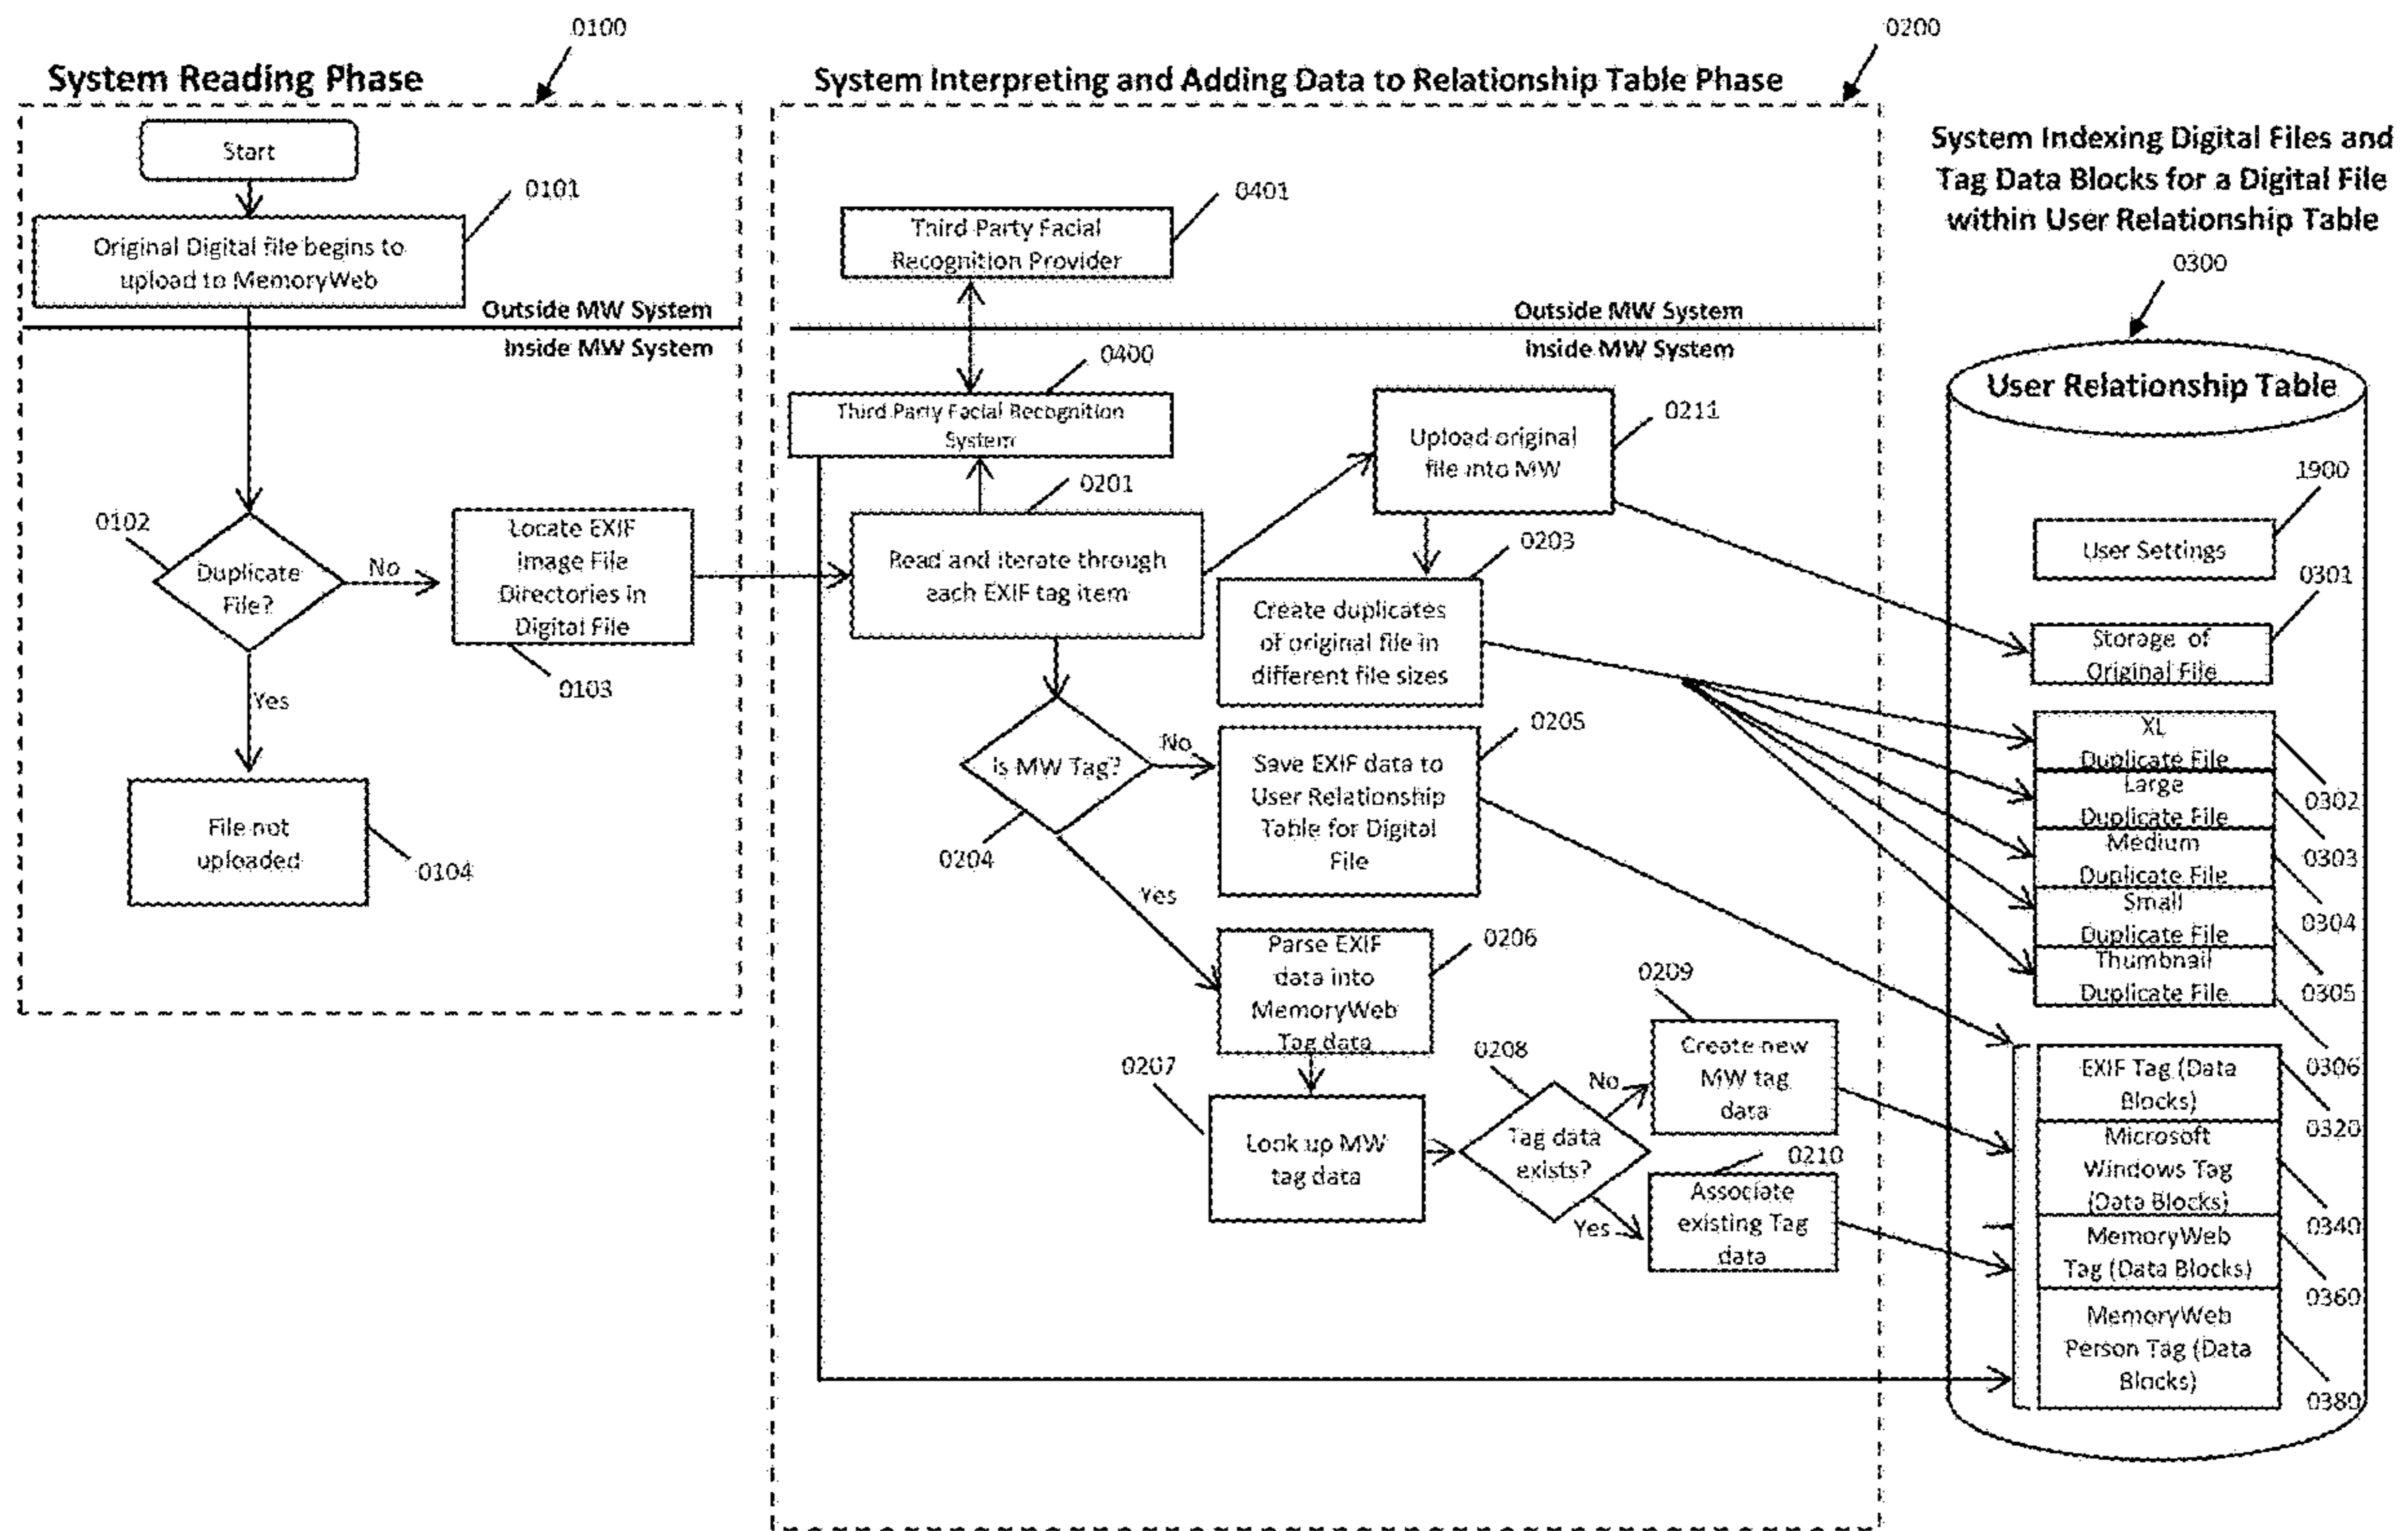 0100
System Reading Phase
Start
0101
Original Digital file begins to
upload to MemoryWeb
Outside MW System
Inside MW System
0102
Duplicate
File?
No
Locate EXIF
Image File
Directories in
Digital File
0103
Yes
File not
uploaded
0104
0200
System Interpreting and Adding Data to Relationship Table Phase
0401
Third Party Facial
Recognition Provider
Outside MW System
Inside MW System
0400
Third Party Facial Recognition
System
0211
Upload original
file into MW
0201
Read and iterate through
each EXIF tag item
0203
Create duplicates
of original file in
different file sizes
Is MW Tag?
0204
No
0205
Save EXIF data to
User Relationship
Table for Digital
File
Yes
0206
Parse EXIF
data into
MemoryWeb
Tag data
0207
Look up MW
tag data
0208
Tag data
exists?
No
0209
Create new
MW tag
data
Yes
0210
Associate
existing Tag
data
System Indexing Digital Files and
Tag Data Blocks for a Digital File
within User Relationship Table
0300
User Relationship Table
1900
User Settings
0301
Storage of
Original File
XL
Duplicate File
0302
Large
Duplicate File
0303
Medium
Duplicate File
0304
Small
Duplicate File
0305
Thumbnail
Duplicate File
0306
EXIF Tag (Data
Blocks)
0320
Microsoft
Windows Tag
(Data Blocks)
0340
MemoryWeb
Tag (Data Blocks)
0360
MemoryWeb
Person Tag (Data
Blocks)
0380